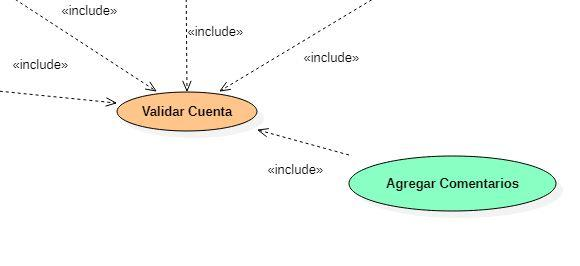 «include»
«include»
«include»
«include»
Validar Cuenta
«include»
Agregar Comentarios